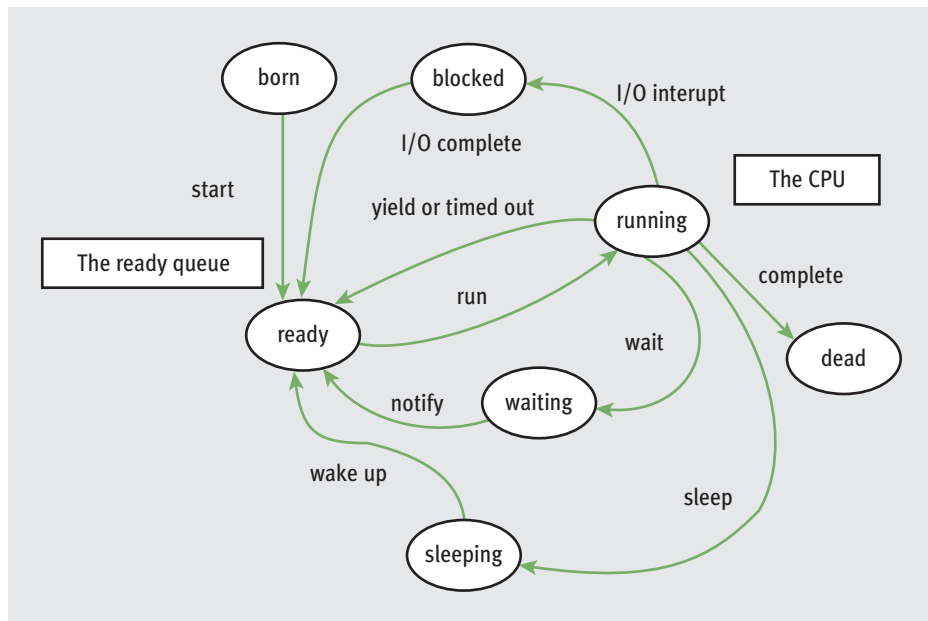 born
blocked
I/O interupt
I/O complete
The CPU
start
yield or timed out
running
The ready queue
complete
run
ready
wait
dead
notify
waiting
wake up
sleep
sleeping